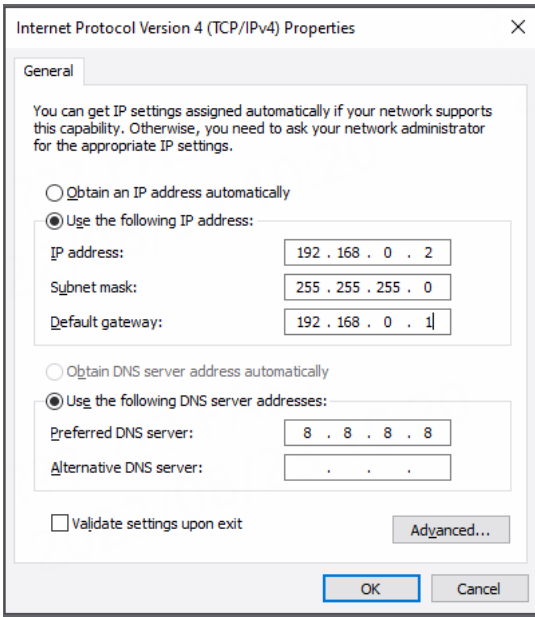 Internet Protocol Version 4 (TCP/IPv4) Properties
General
You can get IP settings assigned automatically if your network supports
this capability. Otherwise, you need to ask your network administrator
for the appropriate IP settings.
Obtain an IP address automatically
Use the following IP address:
IP address: 192 . 168 . 0 . 2
Subnet mask: 255 . 255 . 255 . 0
Default gateway: 192 . 168 . 0 . 1
Obtain DNS server address automatically
Use the following DNS server addresses:
Preferred DNS server: 8 . 8 . 8 . 8
Alternative DNS server: . . .
Validate settings upon exit
Advanced...
OK Cancel